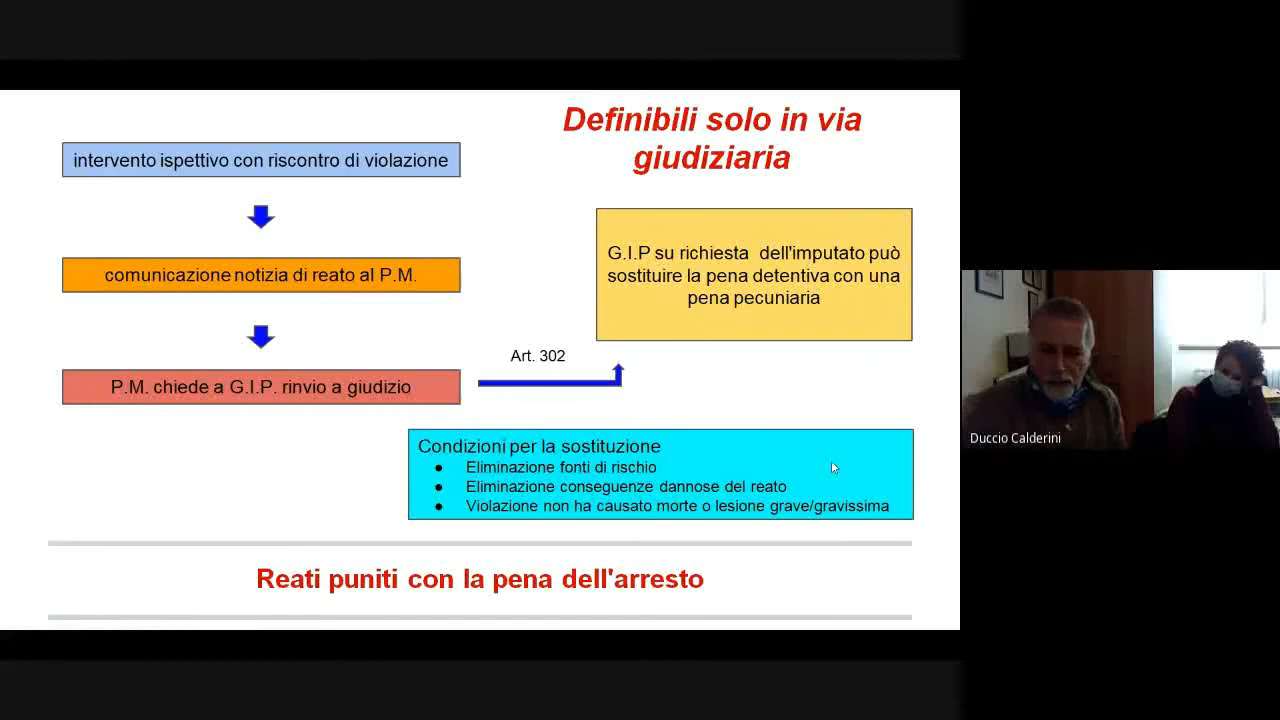 Definibili solo in via
giudiziaria
intervento ispettivo con riscontro di violazione
comunicazione notizia di reato al P.M.
P.M. chiede a G.I.P. rinvio a giudizio
Art. 302
G.I.P su richiesta dell'imputato può
sostituire la pena detentiva con una
pena pecuniaria
Condizioni per la sostituzione
● Eliminazione fonti di rischio
● Eliminazione conseguenze dannose del reato
● Violazione non ha causato morte o lesione grave/gravissima
Reati puniti con la pena dell'arresto
Duccio Calderini